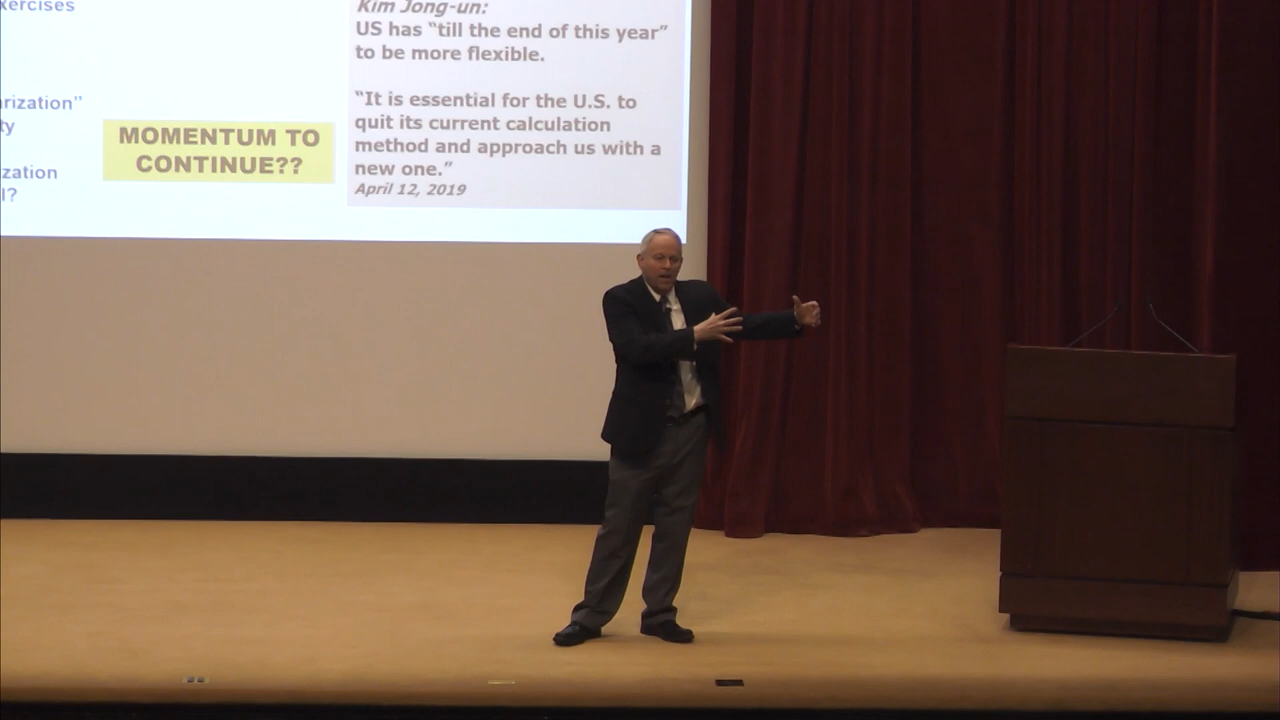 xercises
rization”
ty
zation
l?
MOMENTUM TO
CONTINUE??
Kim Jong-un:
US has “till the end of this year”
to be more flexible.
“It is essential for the U.S. to
quit its current calculation
method and approach us with a
new one.”
April 12, 2019